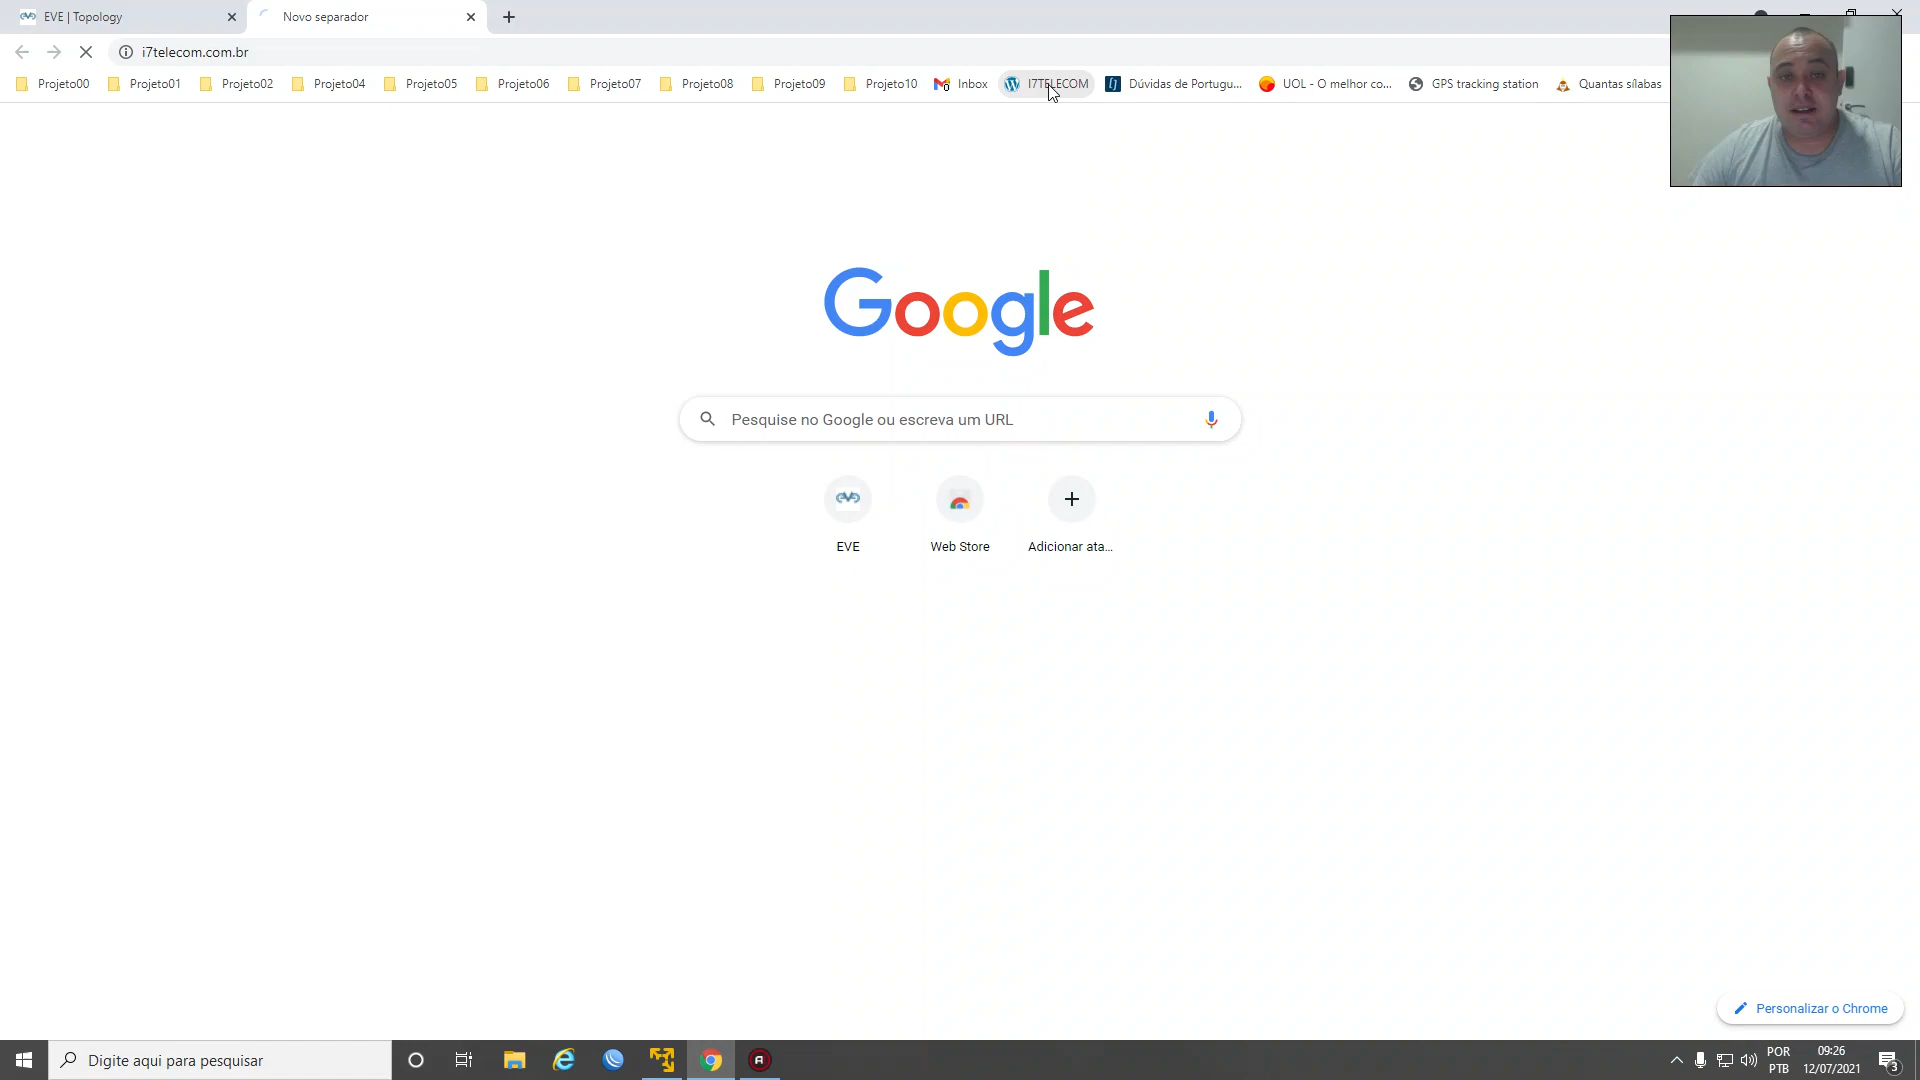 EVE | Topology
Novo separador
i7telecom.com.br
Projeto00
Projeto01
Projeto02
Projeto04
Projeto05
Projeto06
Projeto07
Projeto08
Projeto09
Projeto10
Inbox
I7TELECOM
Dúvidas de Portugu...
UOL - O melhor co...
GPS tracking station
Quantas sílabas
Google
Pesquise no Google ou escreva um URL
EVE
Web Store
Adicionar ata...
Personalizar o Chrome
Digite aqui para pesquisar
POR
PTB
09:26
12/07/2021
3